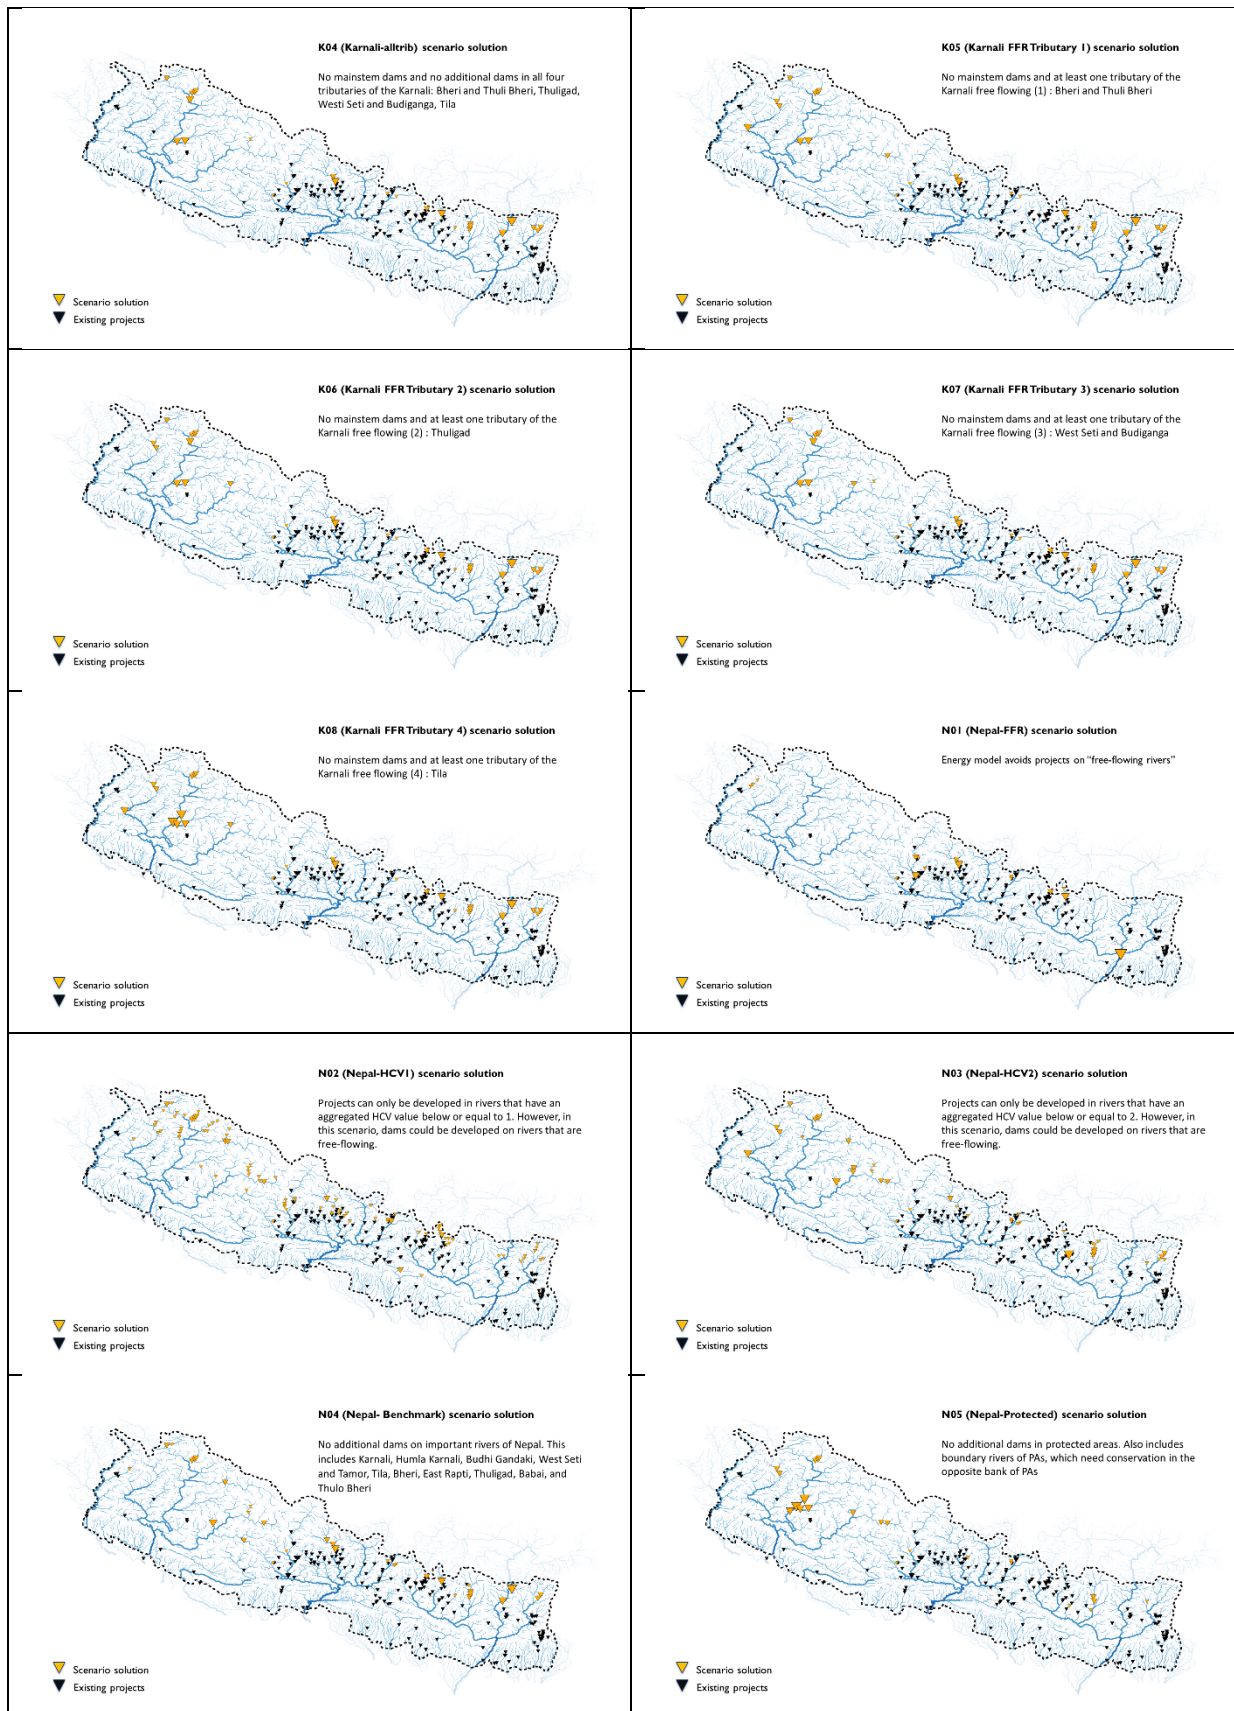 K04 (Karnali-alltrib) scenario solution
No mainstem dams and no additional dams in all four
tributaries of the Karnali: Bheri and Thuli Bheri, Thuligad,
Westi Seti and Budiganga, Tila
Scenario solution
Existing projects
K05 (Karnali FFR Tributary 1) scenario solution
No mainstem dams and at least one tributary of the
Karnali free flowing (1) : Bheri and Thuli Bheri
Scenario solution
Existing projects
K06 (Karnali FFR Tributary 2) scenario solution
No mainstem dams and at least one tributary of the
Karnali free flowing (2) : Thuligad
Scenario solution
Existing projects
K07 (Karnali FFR Tributary 3) scenario solution
No mainstem dams and at least one tributary of the
Karnali free flowing (3) : West Seti and Budiganga
Scenario solution
Existing projects
K08 (Karnali FFR Tributary 4) scenario solution
No mainstem dams and at least one tributary of the
Karnali free flowing (4) : Tila
Scenario solution
Existing projects
N01 (Nepal-FFR) scenario solution
Energy model avoids projects on "free-flowing rivers"
Scenario solution
Existing projects
N02 (Nepal-HCV1) scenario solution
Projects can only be developed in rivers that have an
aggregated HCV value below or equal to 1. However, in
this scenario, dams could be developed on rivers that are
free-flowing.
Scenario solution
Existing projects
N03 (Nepal-HCV2) scenario solution
Projects can only be developed in rivers that have an
aggregated HCV value below or equal to 2. However, in
this scenario, dams could be developed on rivers that are
free-flowing.
Scenario solution
Existing projects
N04 (Nepal- Benchmark) scenario solution
No additional dams on important rivers of Nepal. This
includes Karnali, Humla Karnali, Budhi Gandaki, West Seti
and Tamor, Tila, Bheri, East Rapti, Thuligad, Babai, and
Thulo Bheri
Scenario solution
Existing projects
N05 (Nepal-Protected) scenario solution
No additional dams in protected areas. Also includes
boundary rivers of PAs, which need conservation in the
opposite bank of PAs
Scenario solution
Existing projects